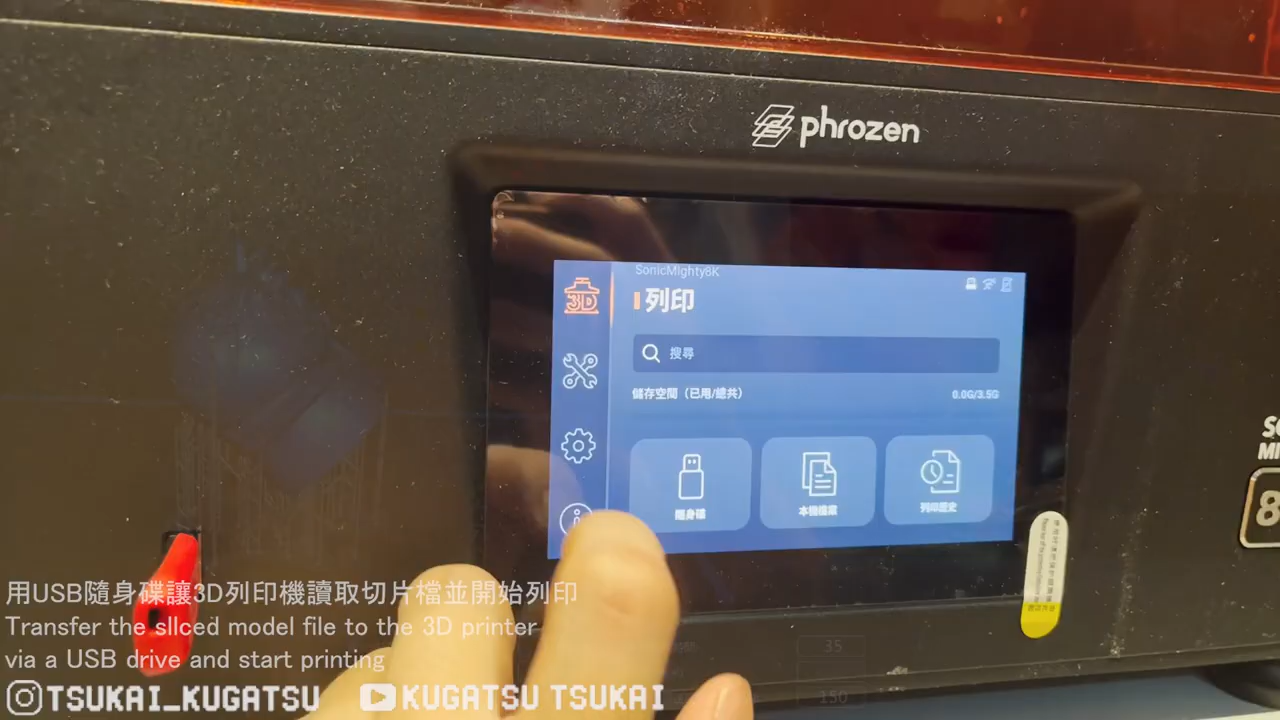 phrozen
SonicMighty8K
列印
搜尋
儲存空間（已用/總共）
0.0G/3.5G
隨身碟
本機檔案
列印歷史
8
用USB隨身碟讓3D列印機讀取切片檔並開始列印
Transfer the sliced model file to the 3D printer
via a USB drive and start printing
35
150
TSUKAI_KUGATSU
KUGATSU TSUKAI